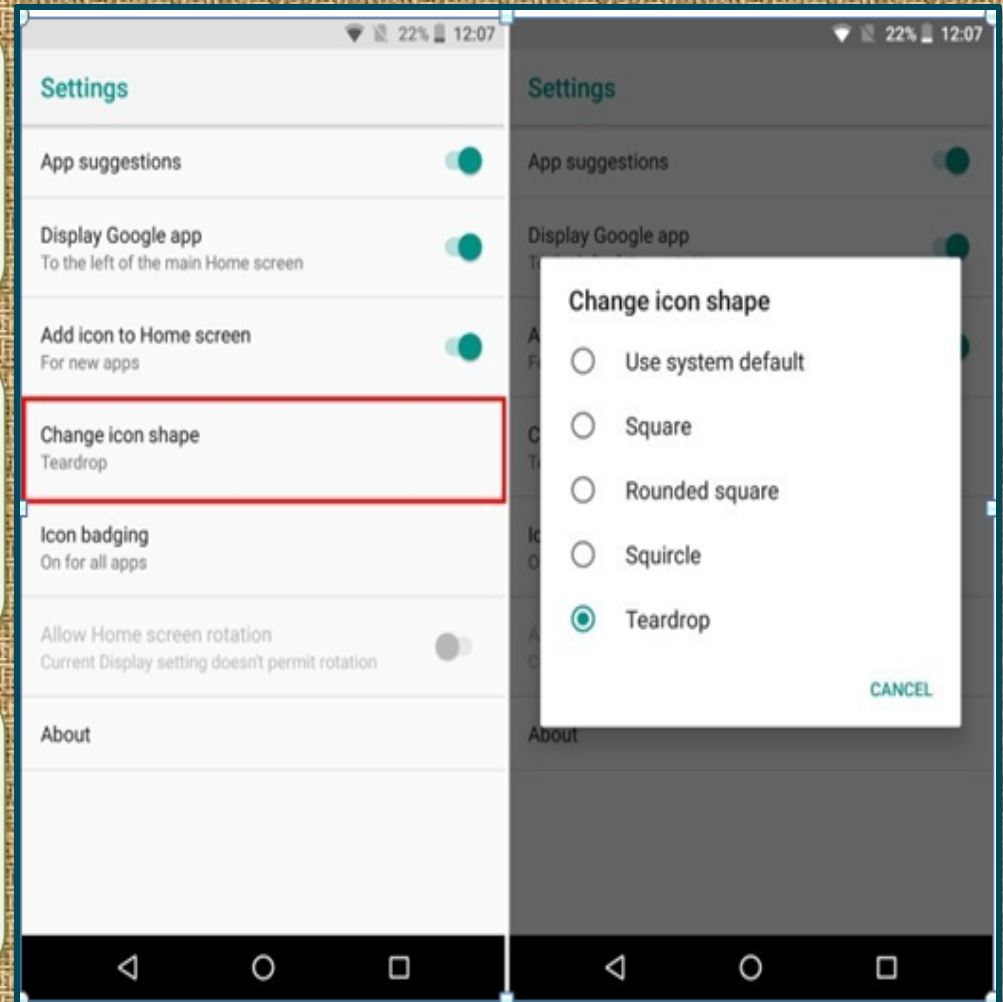 22% 12:07
Settings
App suggestions
Display Google app
To the left of the main Home screen
Add icon to Home screen
For new apps
Change icon shape
Teardrop
Icon badging
On for all apps
Allow Home screen rotation
Current Display setting doesn't permit rotation
About
22% 12:07
Settings
App suggestions
Display Google app
Change icon shape
Use system default
Square
Rounded square
Squircle
Teardrop
CANCEL
About